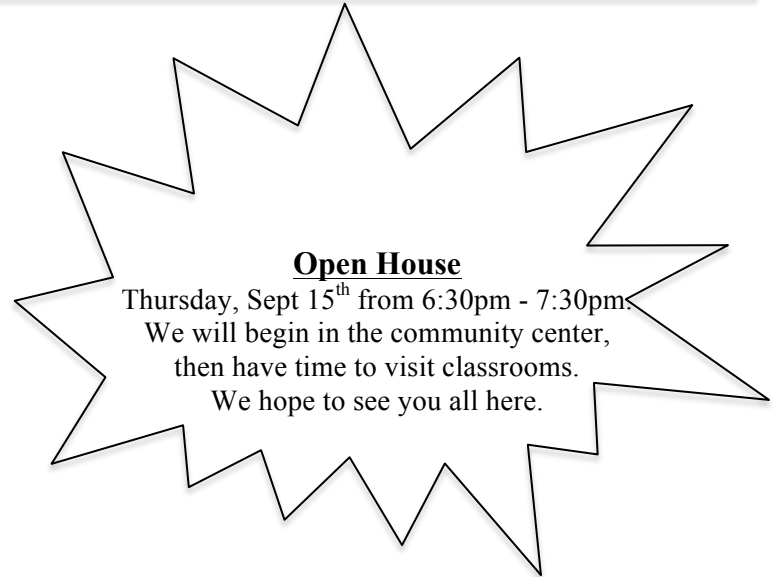 Open House
Thursday, Sept 15th from 6:30pm - 7:30pm.
We will begin in the community center,
then have time to visit classrooms.
We hope to see you all here.